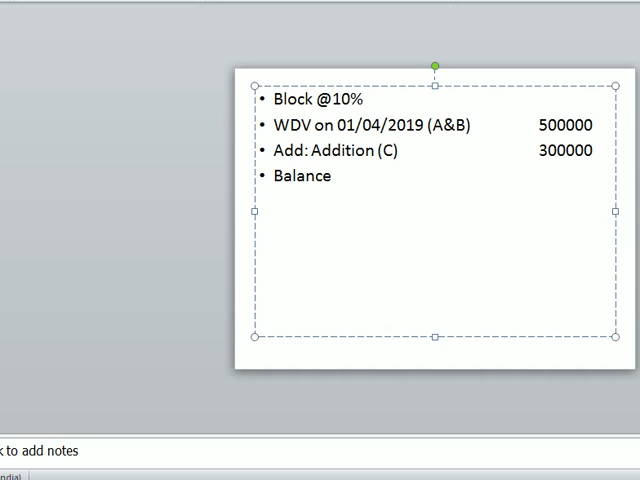 • Block @10%
• WDV on 01/04/2019 (A&B) 500000
• Add: Addition (C) 300000
• Balance
to add notes